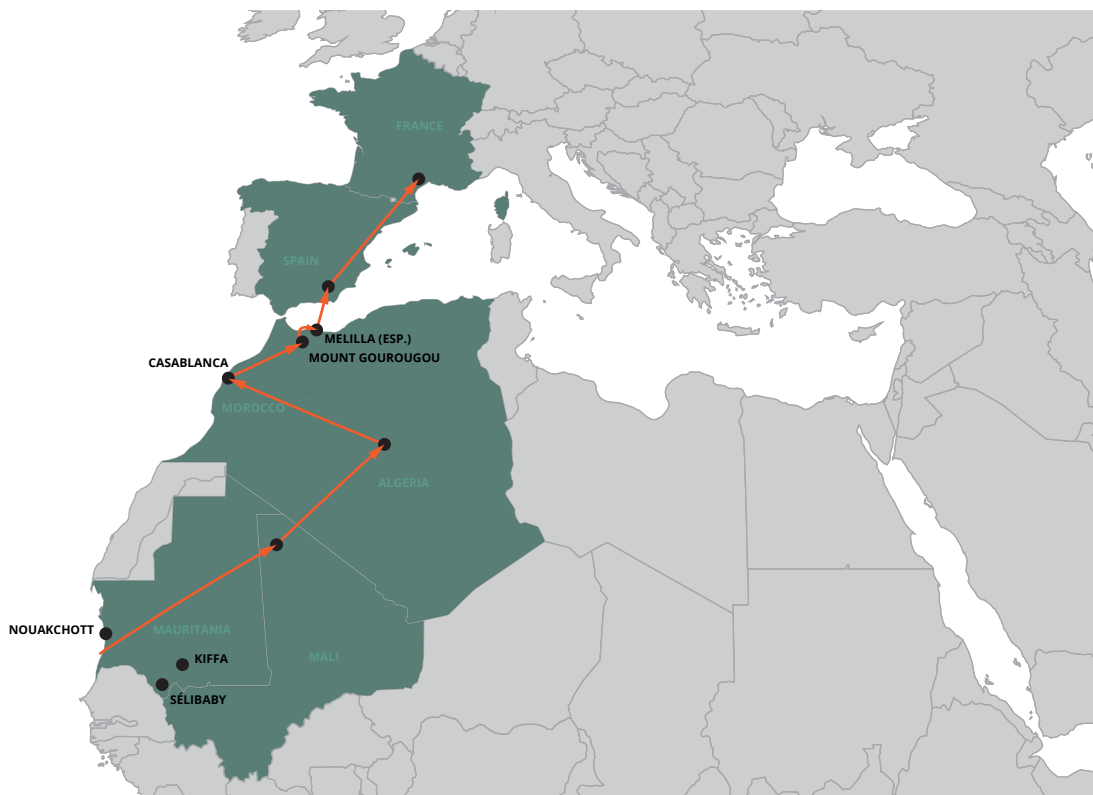 FRANCE
SPAIN
MELILLA (ESP.)
MOUNT GOUROUGOU
CASABLANCA
MOROCCO
ALGERIA
NOUAKCHOTT
MAURITANIA
MALI
KIFFA
SÉLIBABY